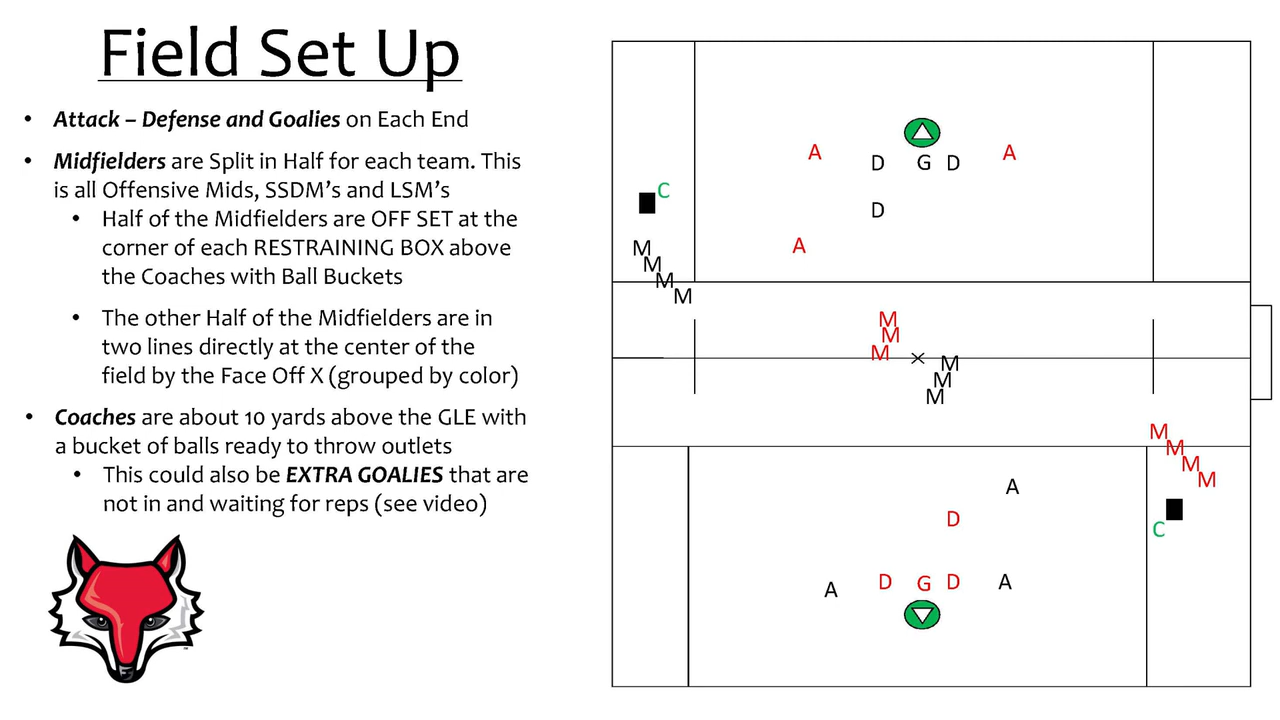 Field Set Up
• Attack – Defense and Goalies on Each End
• Midfielders are Split in Half for each team. This
is all Offensive Mids, SSDM's and LSM's
• Half of the Midfielders are OFF SET at the
corner of each RESTRAINING BOX above
the Coaches with Ball Buckets
• The other Half of the Midfielders are in
two lines directly at the center of the
field by the Face Off X (grouped by color)
• Coaches are about 10 yards above the GLE with
a bucket of balls ready to throw outlets
• This could also be EXTRA GOALIES that are
not in and waiting for reps (see video)
A D G D A
C
D
M A
M
M
M
M
M
M X M
M
M
M
M
M
M
A
D
C
A D G D A